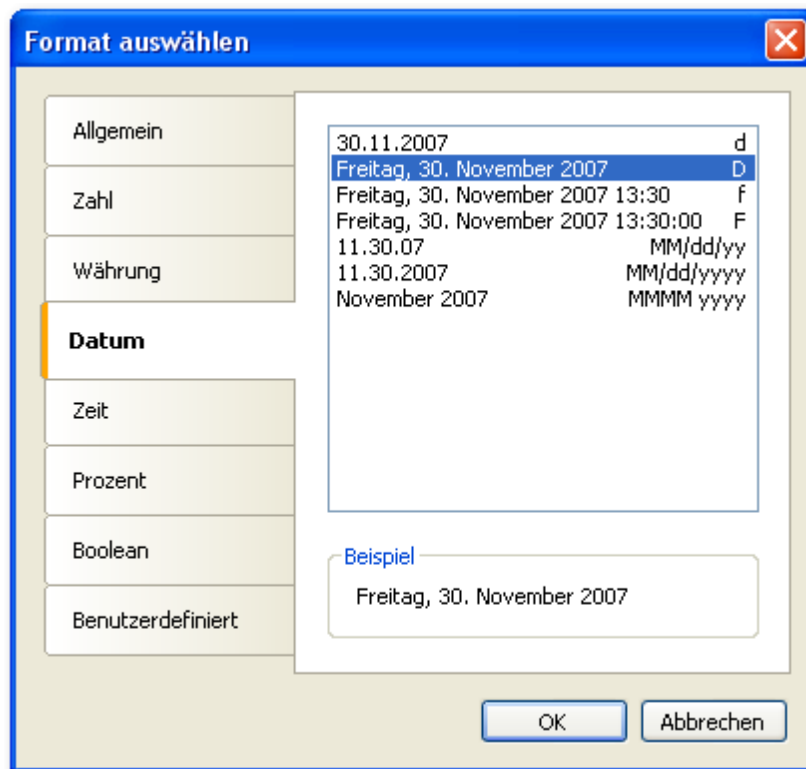 Format auswählen
Allgemein
Zahl
Währung
Datum
Zeit
Prozent
Boolean
Benutzerdefiniert
30.11.2007 d
Freitag, 30. November 2007 D
Freitag, 30. November 2007 13:30 f
Freitag, 30. November 2007 13:30:00 F
11.30.07 MM/dd/yy
11.30.2007 MM/dd/yyyy
November 2007 MMMM yyyy
Beispiel
Freitag, 30. November 2007
OK Abbrechen